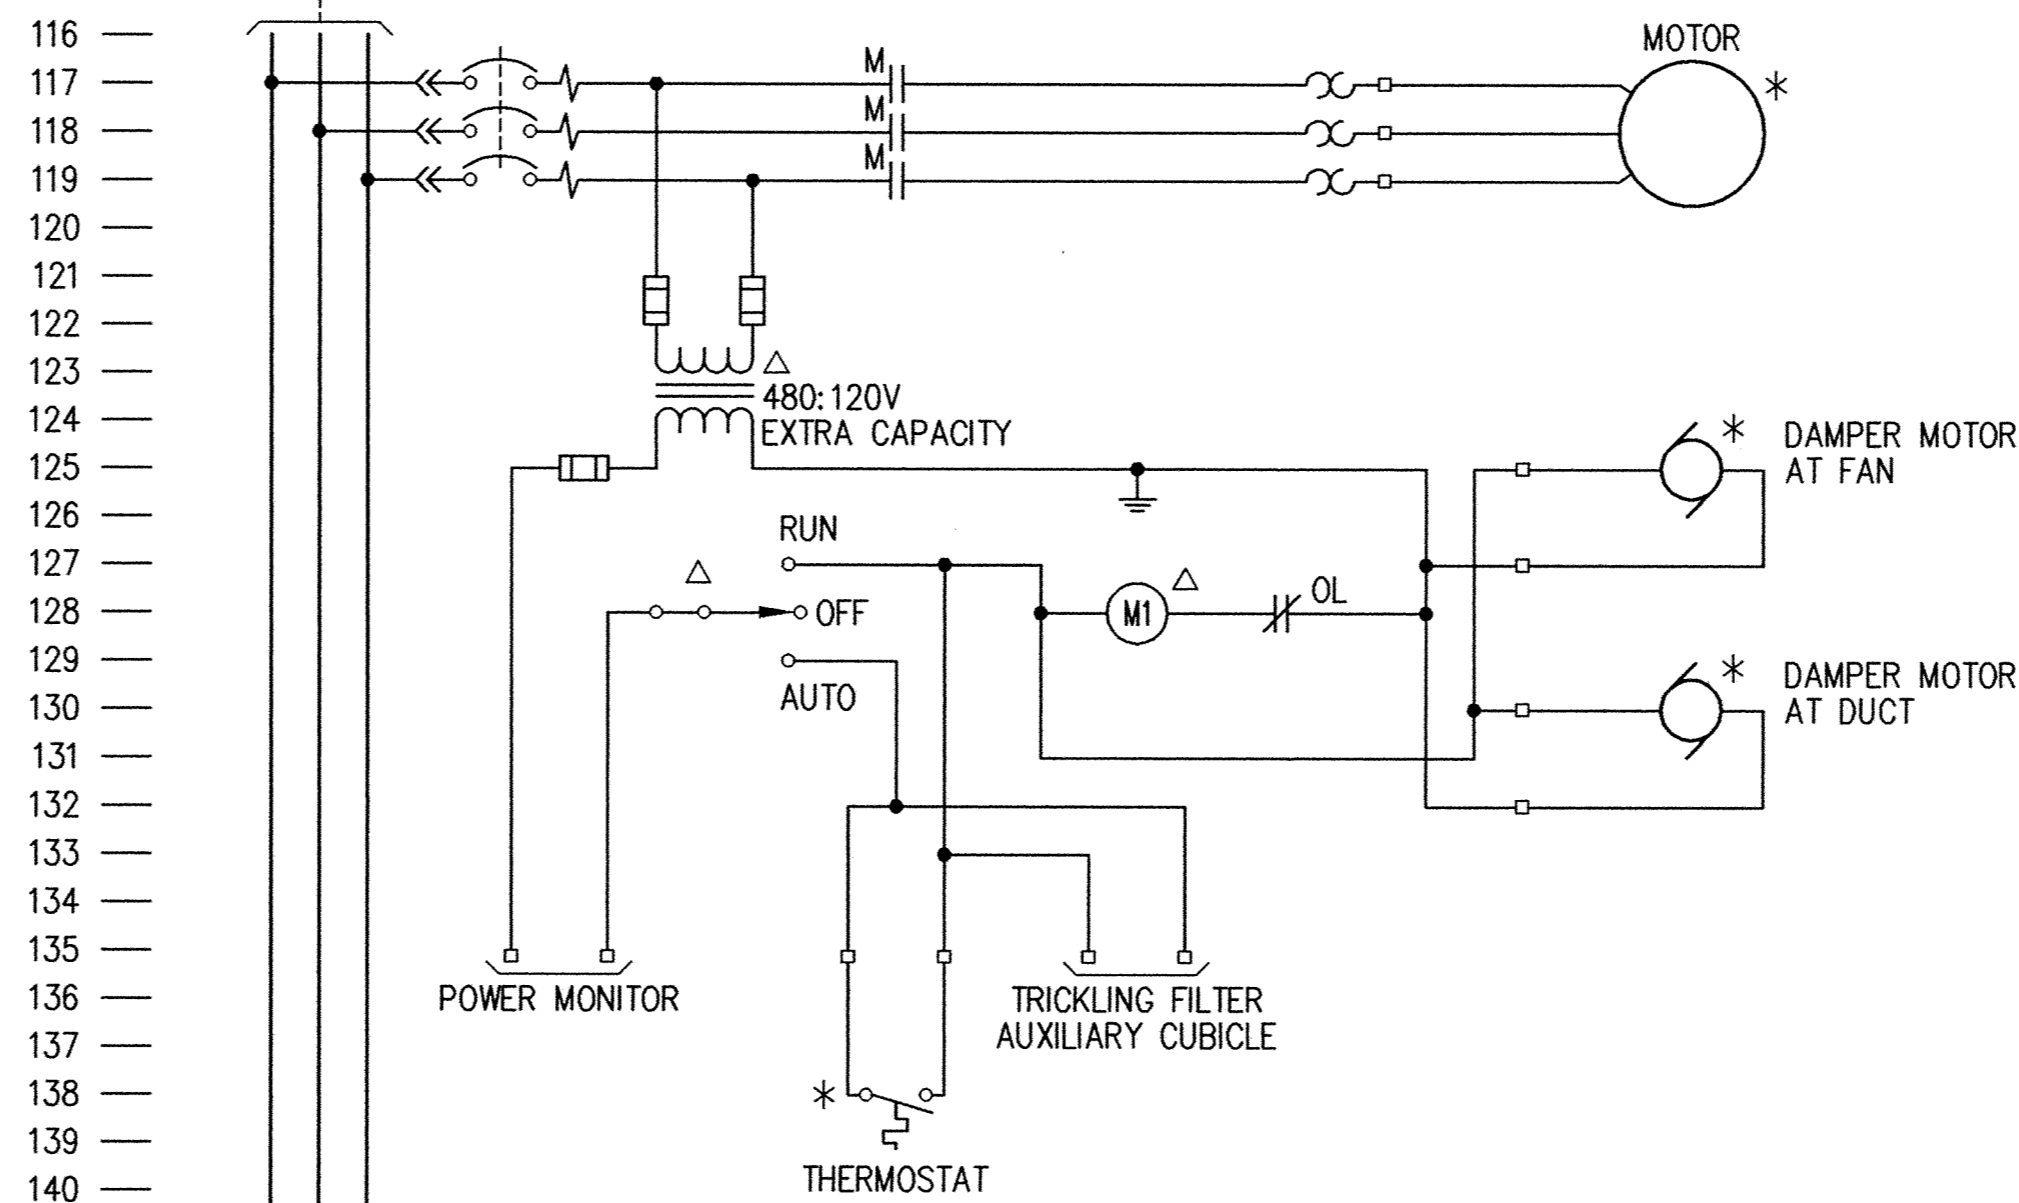 116
MOTOR
117
M
118
M
119
M
120
121
122
123
480:120V
124
EXTRA CAPACITY
DAMPER MOTOR
AT FAN
125
126
RUN
127
128
OFF
M1
OL
129
AUTO
DAMPER MOTOR
AT DUCT
130
131
132
133
134
135
136
POWER MONITOR
TRICKLING FILTER
AUXILIARY CUBICLE
137
138
139
THERMOSTAT
140